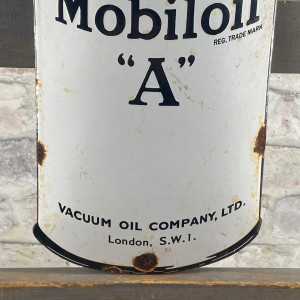 Mobiloil
REG. TRADE MARK
"A"
VACUUM OIL COMPANY, LTD.
London, S.W.1.